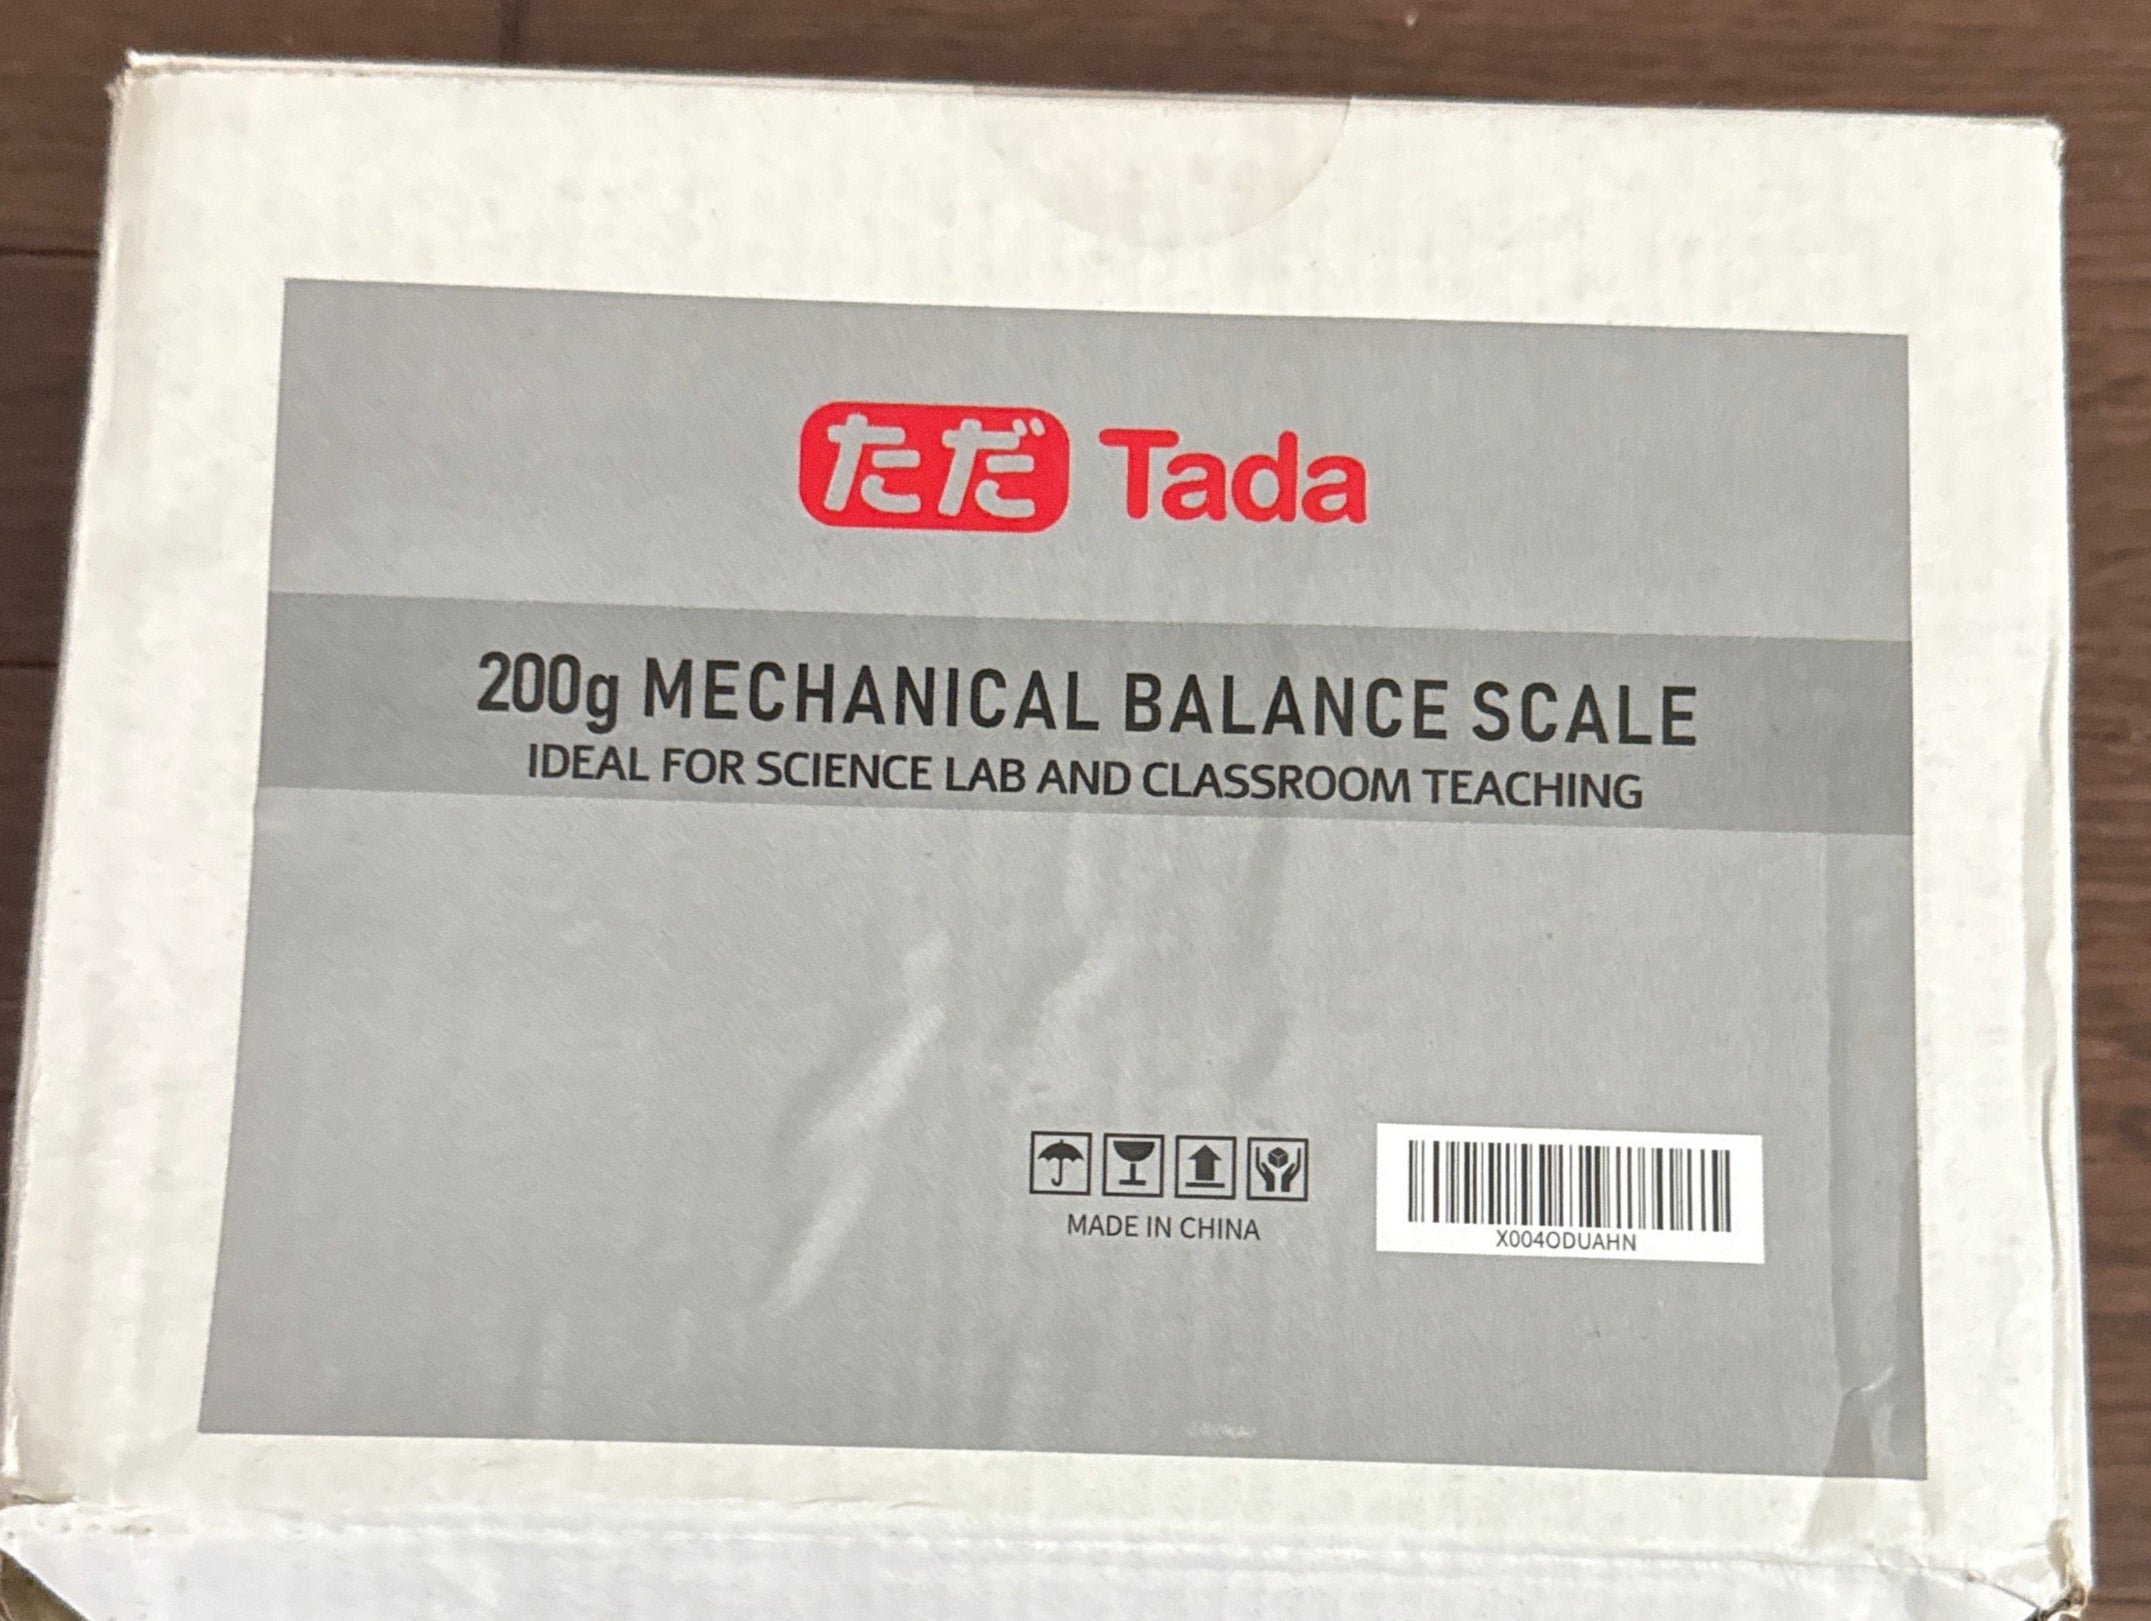 ただ Tada
200g MECHANICAL BALANCE SCALE
IDEAL FOR SCIENCE LAB AND CLASSROOM TEACHING
MADE IN CHINA
X004ODUAHN